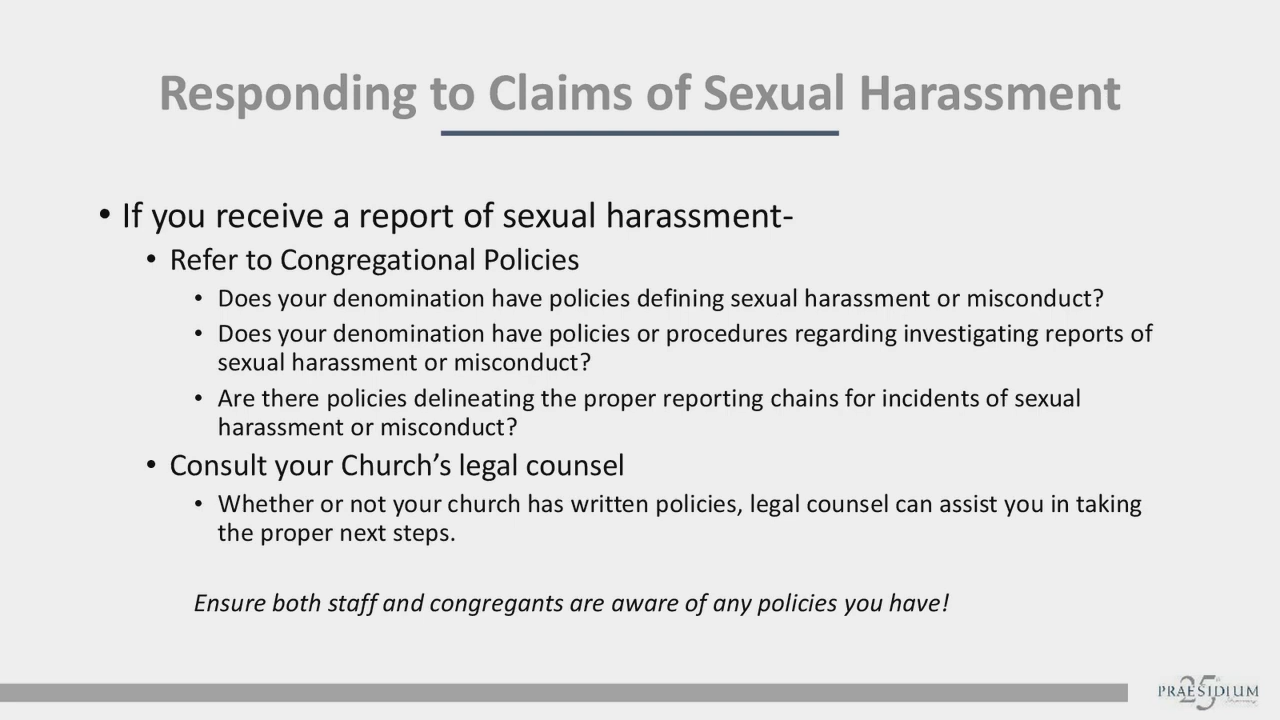 Responding to Claims of Sexual Harassment
• If you receive a report of sexual harassment-
• Refer to Congregational Policies
• Does your denomination have policies defining sexual harassment or misconduct?
• Does your denomination have policies or procedures regarding investigating reports of
sexual harassment or misconduct?
• Are there policies delineating the proper reporting chains for incidents of sexual
harassment or misconduct?
• Consult your Church’s legal counsel
• Whether or not your church has written policies, legal counsel can assist you in taking
the proper next steps.
Ensure both staff and congregants are aware of any policies you have!
25
PRAESIDIUM